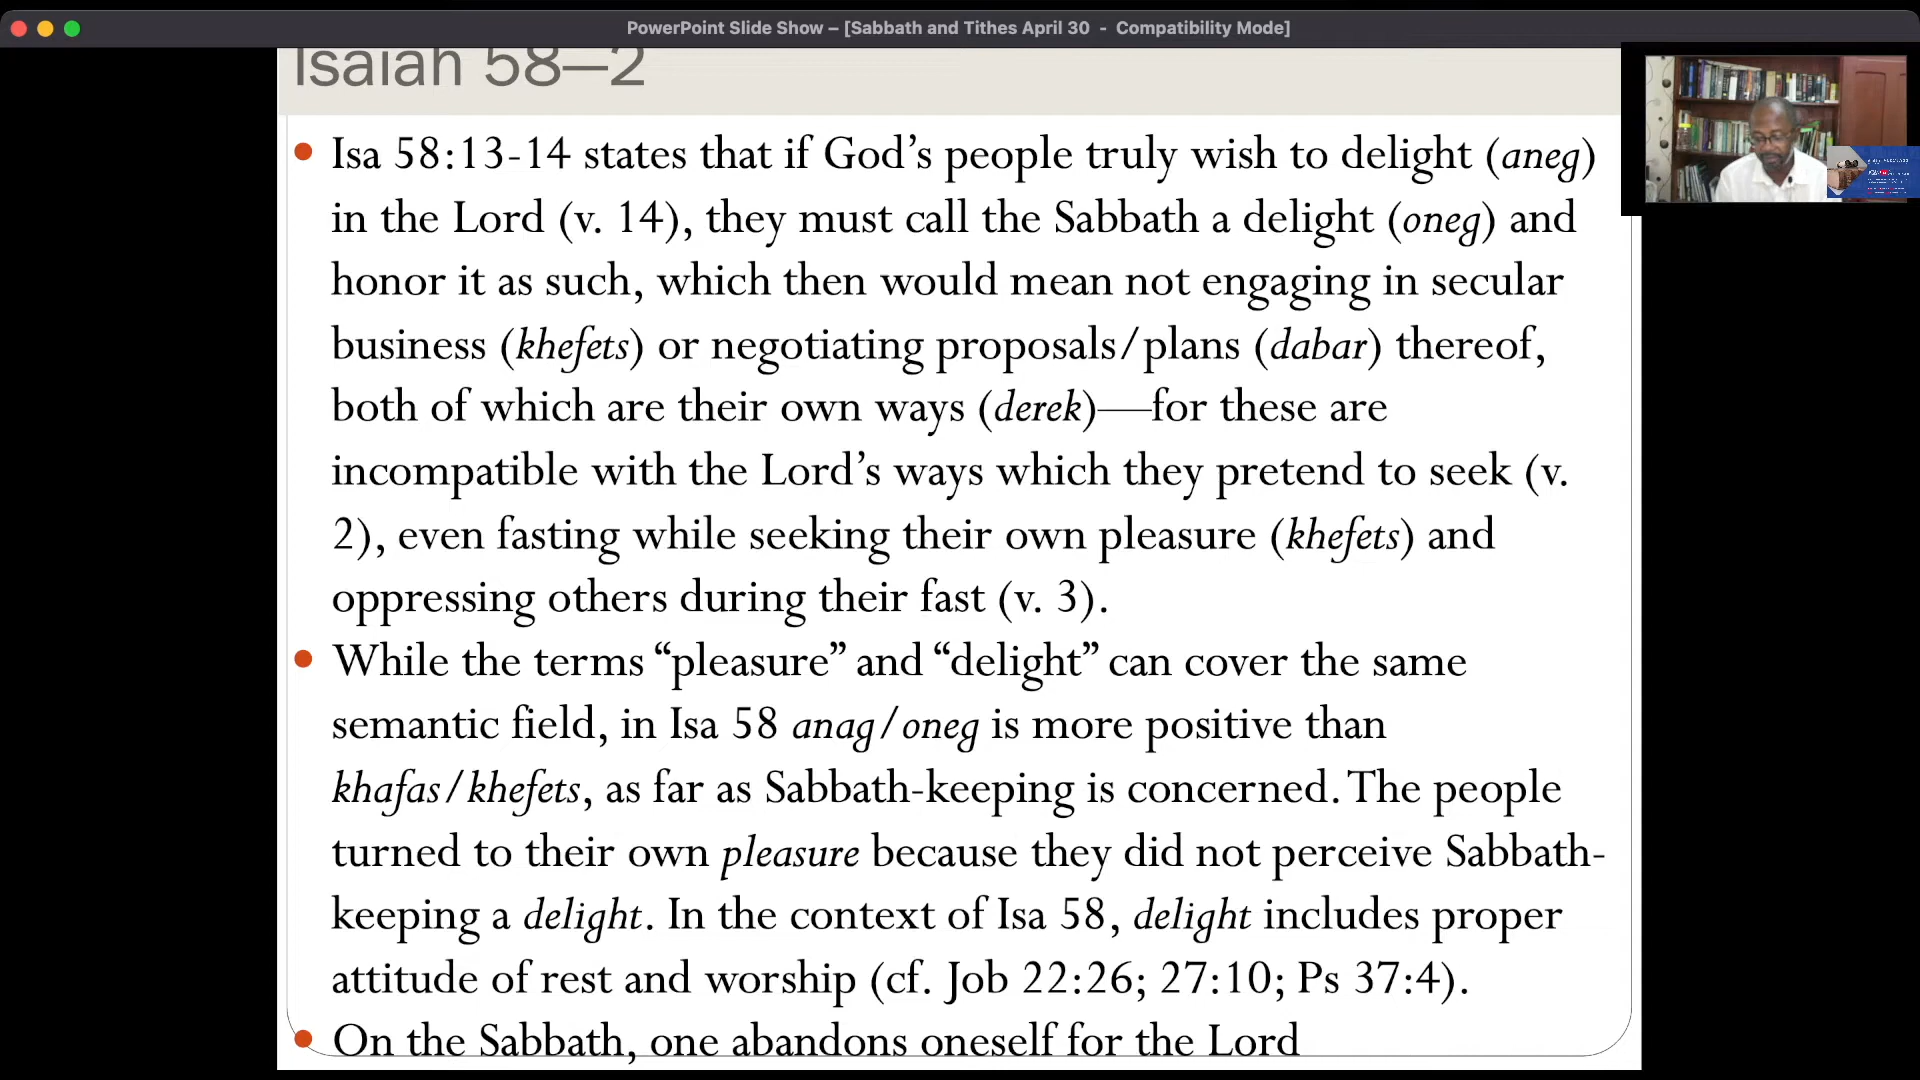 PowerPoint Slide Show – [Sabbath and Tithes April 30  -  Compatibility Mode]
Isaiah 58—2
• Isa 58:13-14 states that if God’s people truly wish to delight (aneg)
in the Lord (v. 14), they must call the Sabbath a delight (oneg) and
honor it as such, which then would mean not engaging in secular
business (khefets) or negotiating proposals/plans (dabar) thereof,
both of which are their own ways (derek)—for these are
incompatible with the Lord’s ways which they pretend to seek (v.
2), even fasting while seeking their own pleasure (khefets) and
oppressing others during their fast (v. 3).
• While the terms “pleasure” and “delight” can cover the same
semantic field, in Isa 58 anag/oneg is more positive than
khafas/khefets, as far as Sabbath-keeping is concerned. The people
turned to their own pleasure because they did not perceive Sabbath-
keeping a delight. In the context of Isa 58, delight includes proper
attitude of rest and worship (cf. Job 22:26; 27:10; Ps 37:4).
• On the Sabbath, one abandons oneself for the Lord